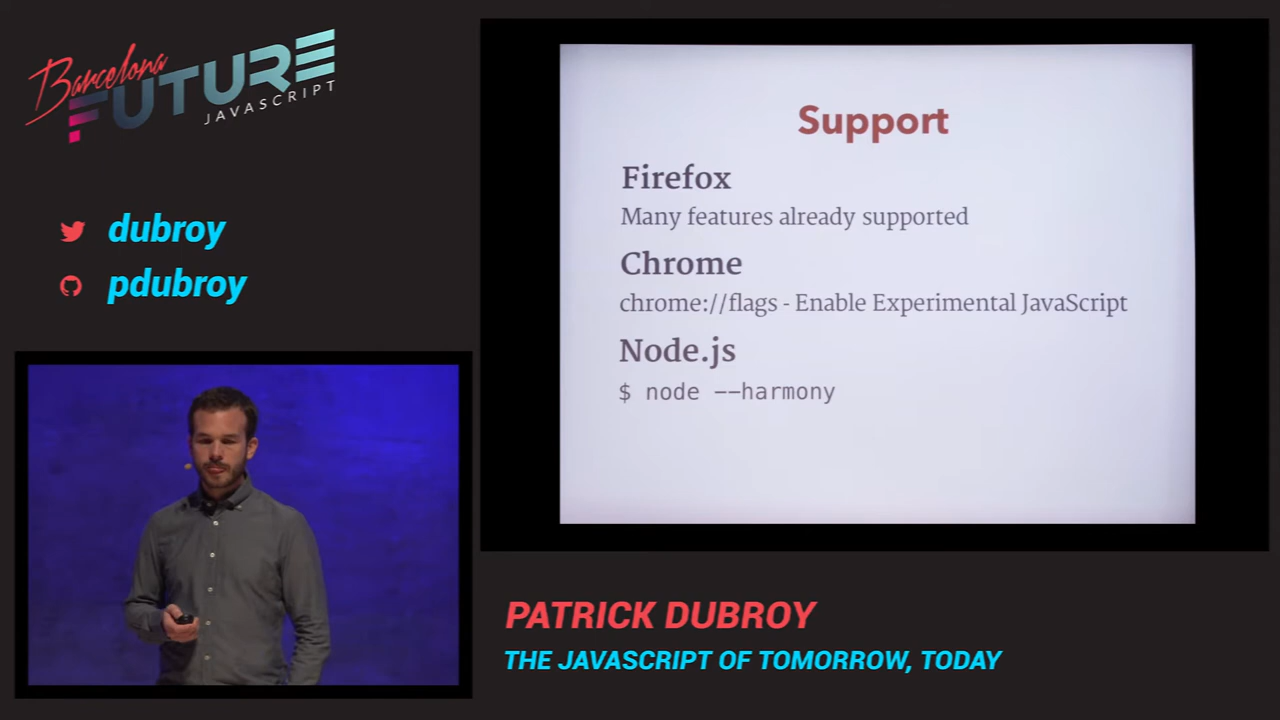 Barcelona
FUTURE
JAVASCRIPT
dubroy
pdubroy
Support
Firefox
Many features already supported
Chrome
chrome://flags - Enable Experimental JavaScript
Node.js
$ node --harmony
PATRICK DUBROY
THE JAVASCRIPT OF TOMORROW, TODAY